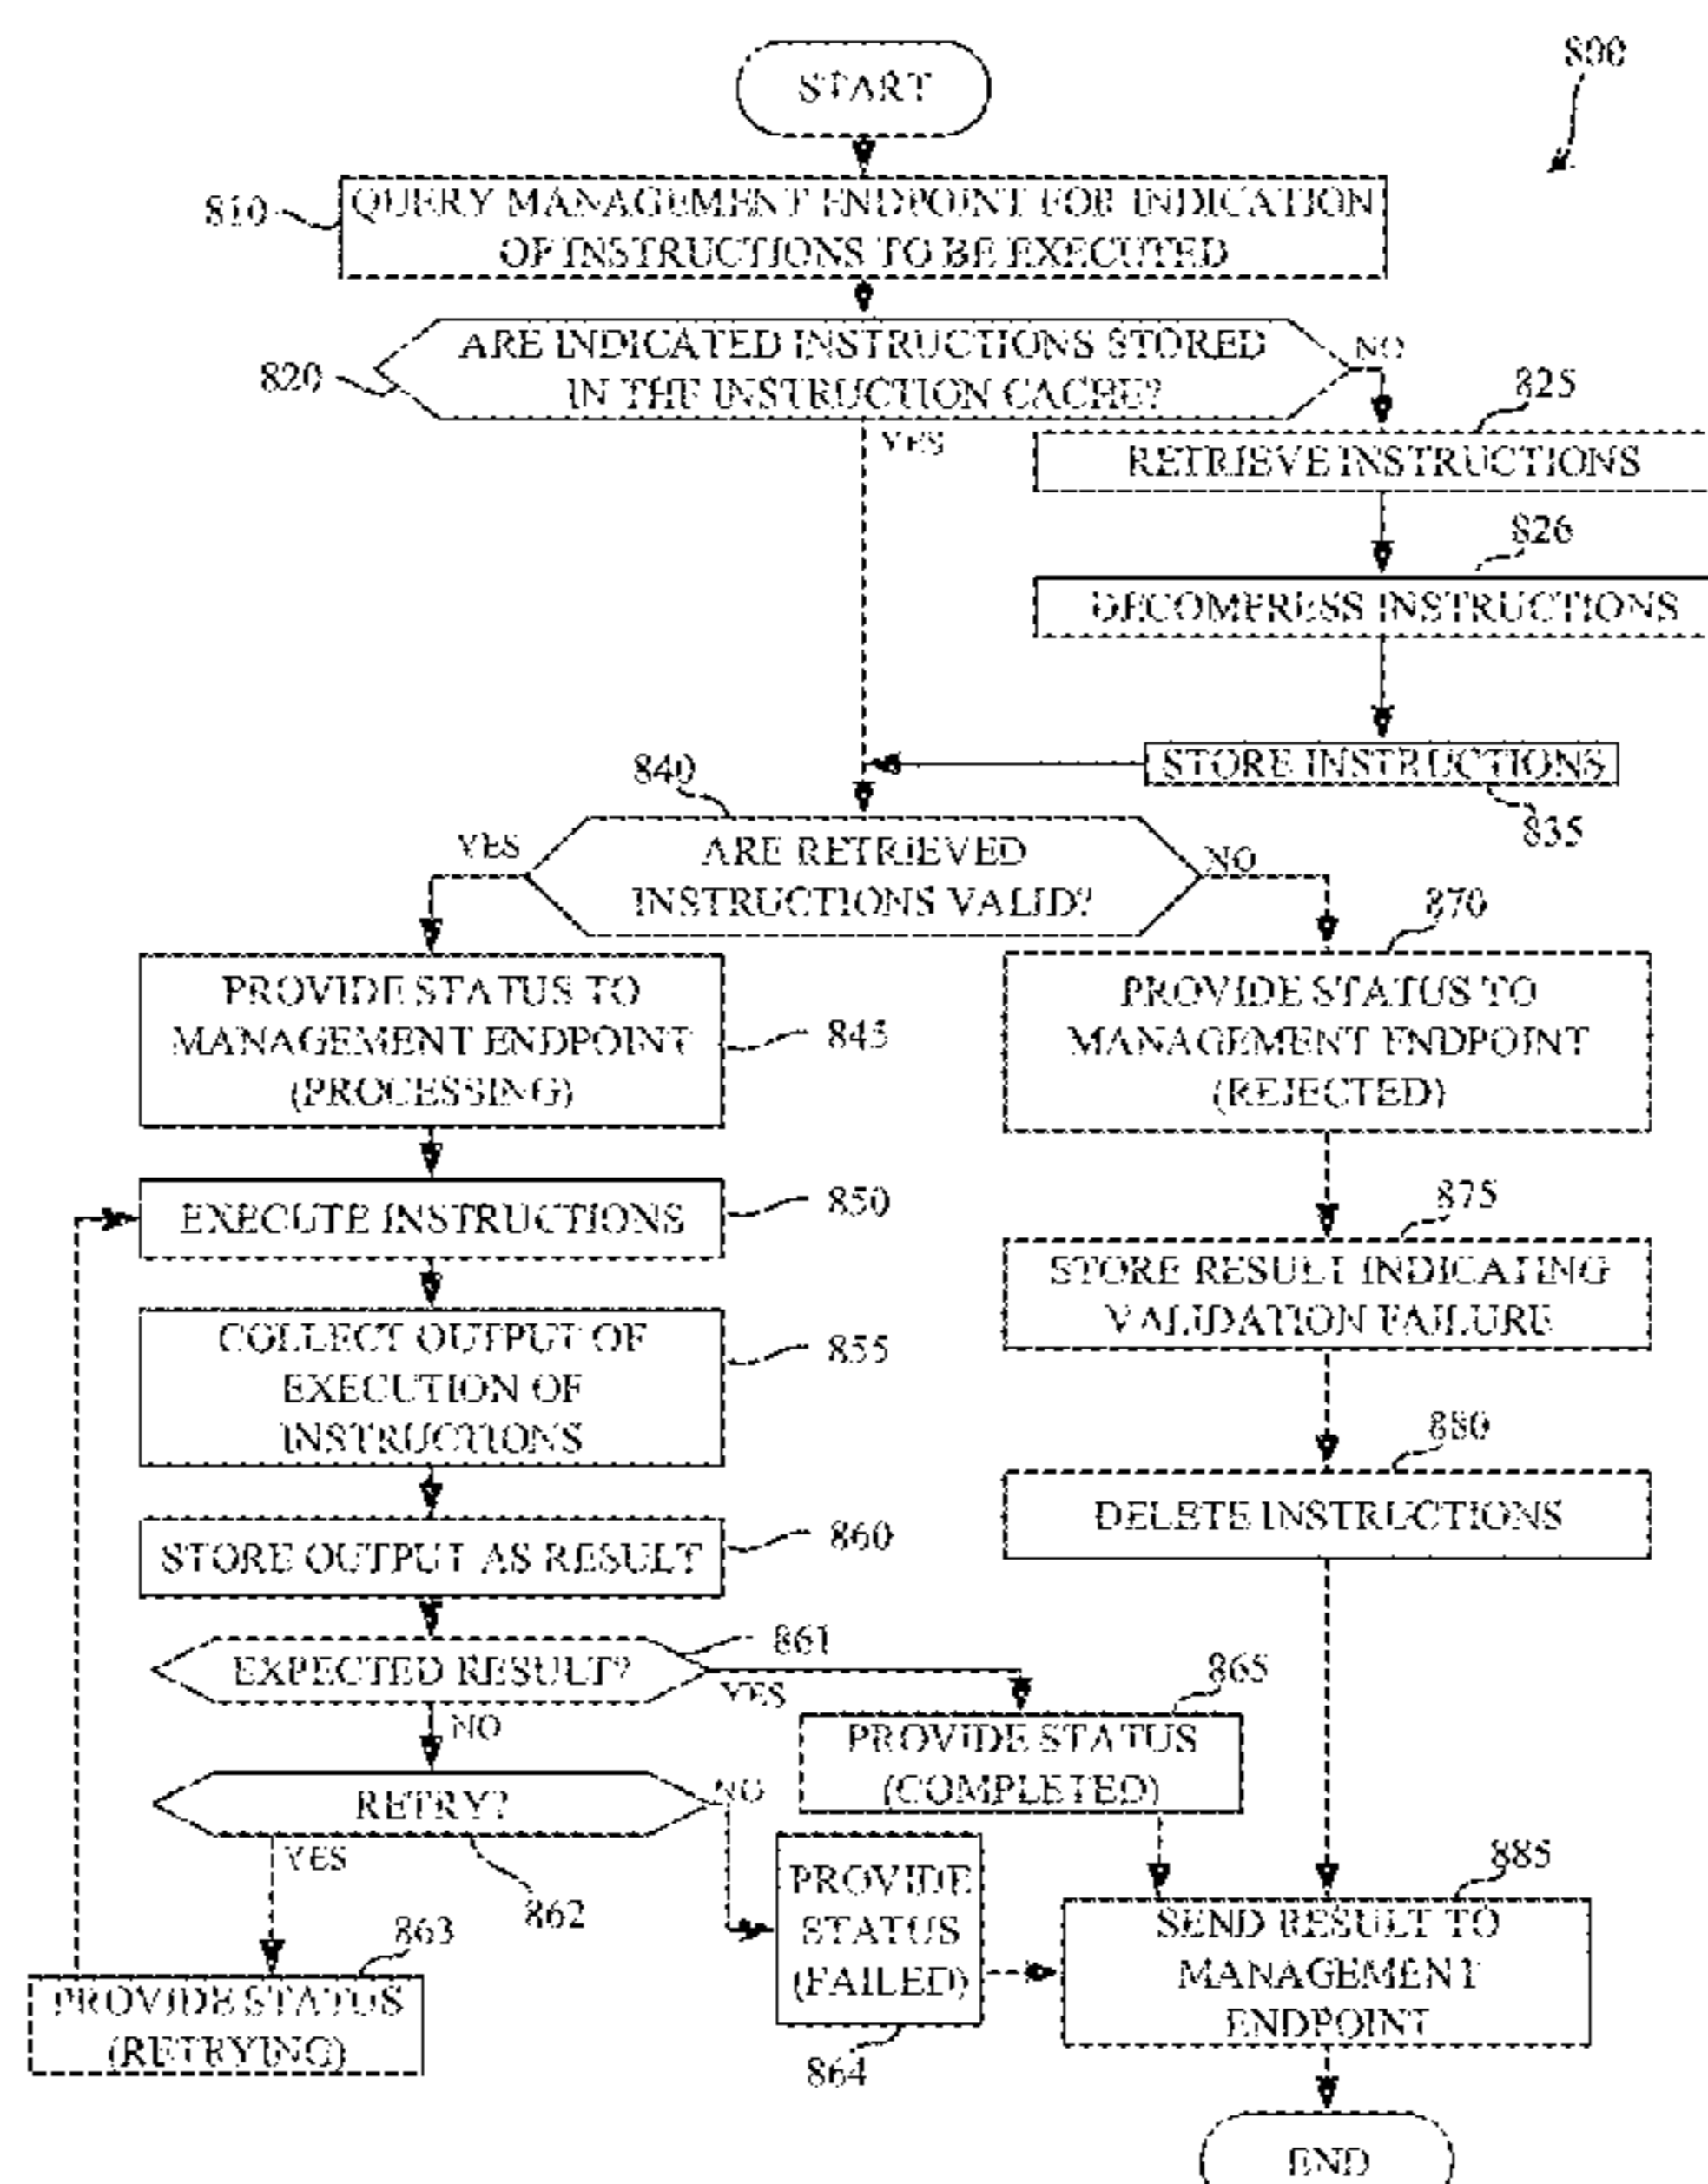 800
START
810
QUERY MANAGEMENT ENDPOINT FOR INDICATION
OF INSTRUCTIONS TO BE EXECUTED
820
ARE INDICATED INSTRUCTIONS STORED
IN THE INSTRUCTION CACHE?
NO
YES
825
RETRIEVE INSTRUCTIONS
826
DECOMPRESS INSTRUCTIONS
STORE INSTRUCTIONS
835
840
YES
ARE RETRIEVED
INSTRUCTIONS VALID?
NO
PROVIDE STATUS TO
MANAGEMENT ENDPOINT
(PROCESSING)
845
870
PROVIDE STATUS TO
MANAGEMENT ENDPOINT
(REJECTED)
EXECUTE INSTRUCTIONS
850
875
STORE RESULT INDICATING
VALIDATION FAILURE
COLLECT OUTPUT OF
EXECUTION OF
INSTRUCTIONS
855
880
DELETE INSTRUCTIONS
STORE OUTPUT AS RESULT
860
EXPECTED RESULT?
861
YES
NO
865
PROVIDE STATUS
(COMPLETED)
RETRY?
NO
YES
862
863
PROVIDE STATUS
(RETRYING)
PROVIDE
STATUS
(FAILED)
864
885
SEND RESULT TO
MANAGEMENT
ENDPOINT
END